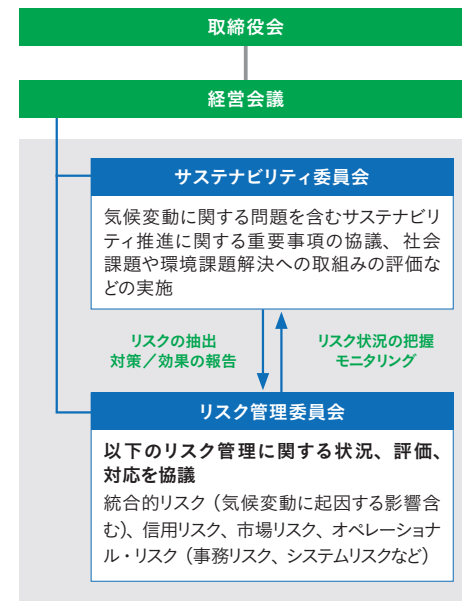 取締役会
経営会議
サステナビリティ委員会
気候変動に関する問題を含むサステナビリ
ティ推進に関する重要事項の協議、社会
課題や環境課題解決への取組みの評価な
どの実施
リスクの抽出
対策／効果の報告
リスク状況の把握
モニタリング
リスク管理委員会
以下のリスク管理に関する状況、評価、
対応を協議
統合的リスク（気候変動に起因する影響含
む）、信用リスク、市場リスク、オペレーショナ
ル・リスク（事務リスク、システムリスクなど）